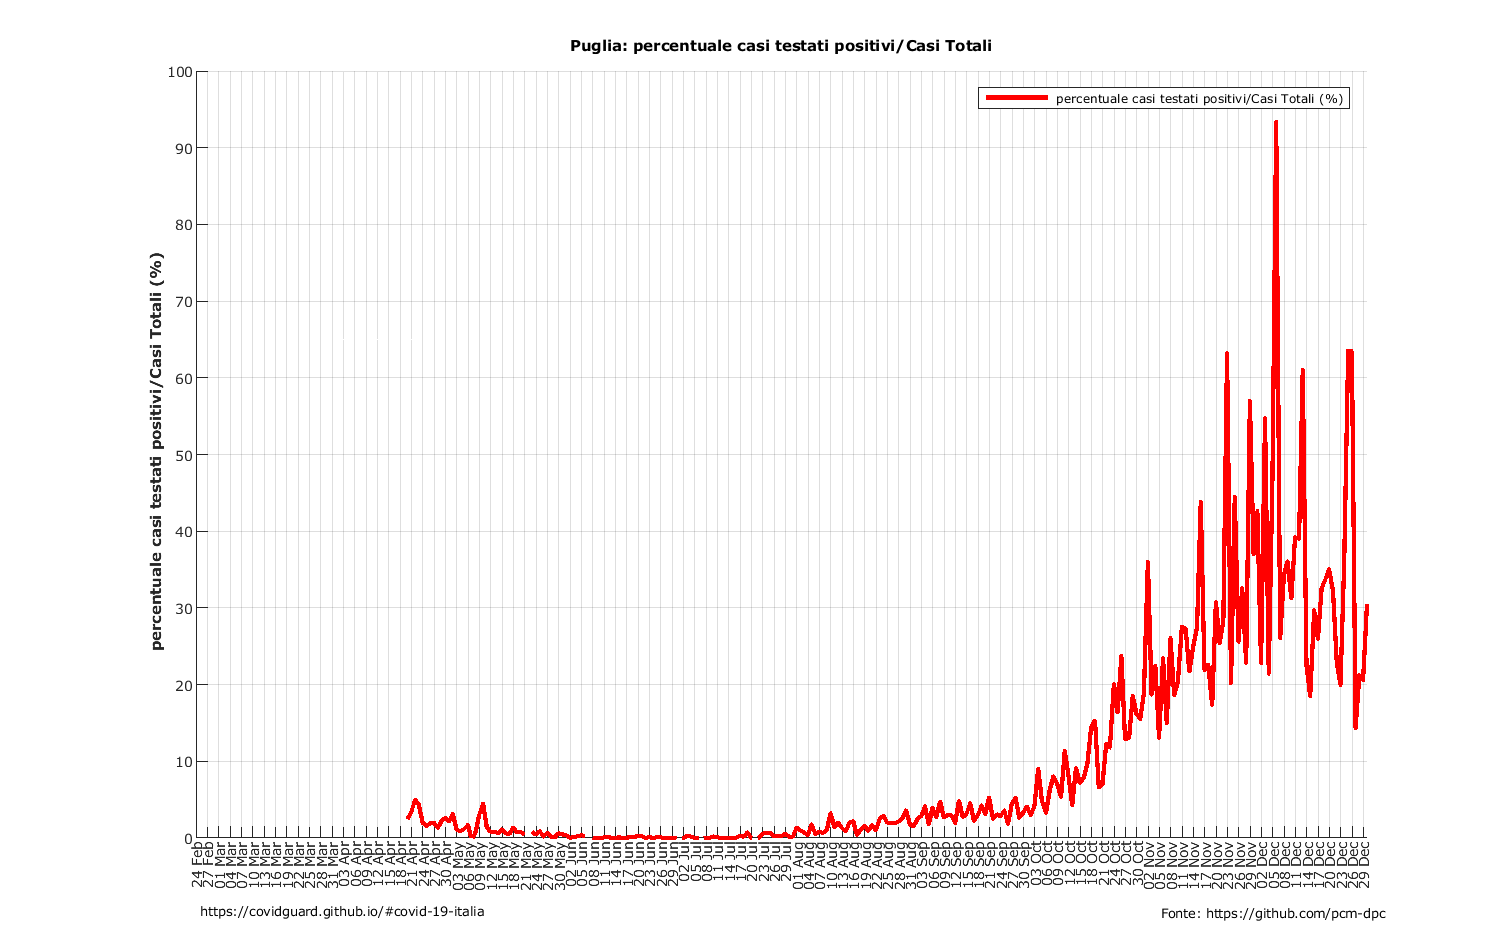 Puglia: percentuale casi testati positivi/Casi Totali
percentuale casi testati positivi/Casi Totali (%)
percentuale casi testati positivi/Casi Totali (%)
100
90
80
70
60
50
40
30
20
10
0
24 Feb
27 Feb
01 Mar
04 Mar
07 Mar
10 Mar
13 Mar
16 Mar
19 Mar
22 Mar
25 Mar
28 Mar
31 Mar
03 Apr
06 Apr
09 Apr
12 Apr
15 Apr
18 Apr
21 Apr
24 Apr
27 Apr
30 Apr
03 May
06 May
09 May
12 May
15 May
18 May
21 May
24 May
27 May
30 May
02 Jun
05 Jun
08 Jun
11 Jun
14 Jun
17 Jun
20 Jun
23 Jun
26 Jun
29 Jun
02 Jul
05 Jul
08 Jul
11 Jul
14 Jul
17 Jul
20 Jul
23 Jul
26 Jul
29 Jul
01 Aug
04 Aug
07 Aug
10 Aug
13 Aug
16 Aug
19 Aug
22 Aug
25 Aug
28 Aug
31 Aug
03 Sep
06 Sep
09 Sep
12 Sep
15 Sep
18 Sep
21 Sep
24 Sep
27 Sep
30 Sep
03 Oct
06 Oct
09 Oct
12 Oct
15 Oct
18 Oct
21 Oct
24 Oct
27 Oct
30 Oct
02 Nov
05 Nov
08 Nov
11 Nov
14 Nov
17 Nov
20 Nov
23 Nov
26 Nov
29 Nov
02 Dec
05 Dec
08 Dec
11 Dec
14 Dec
17 Dec
20 Dec
23 Dec
26 Dec
29 Dec
https://covidguard.github.io/#covid-19-italia
Fonte: https://github.com/pcm-dpc